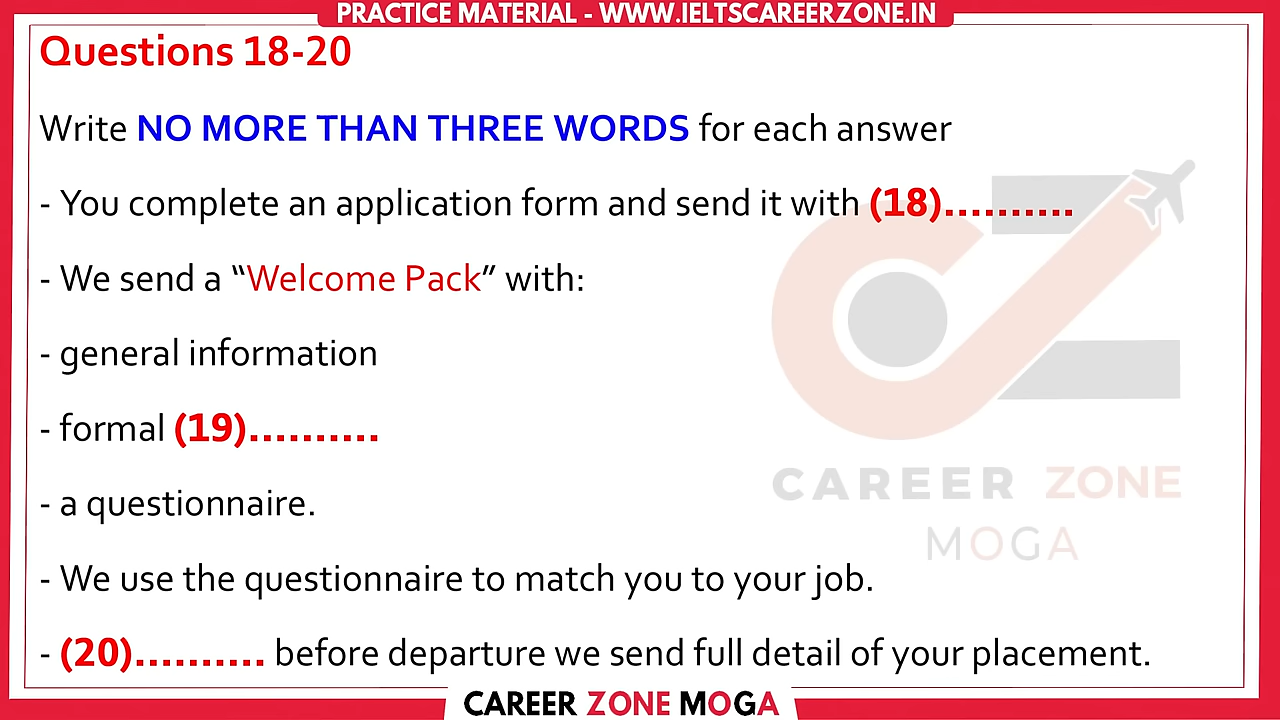 PRACTICE MATERIAL - WWW.IELTSCAREERZONE.IN
Questions 18-20
Write NO MORE THAN THREE WORDS for each answer
- You complete an application form and send it with (18)..........
- We send a “Welcome Pack” with:
- general information
- formal (19)..........
- a questionnaire.
- We use the questionnaire to match you to your job.
- (20).......... before departure we send full detail of your placement.
CAREER ZONE
MOGA
CAREER ZONE MOGA